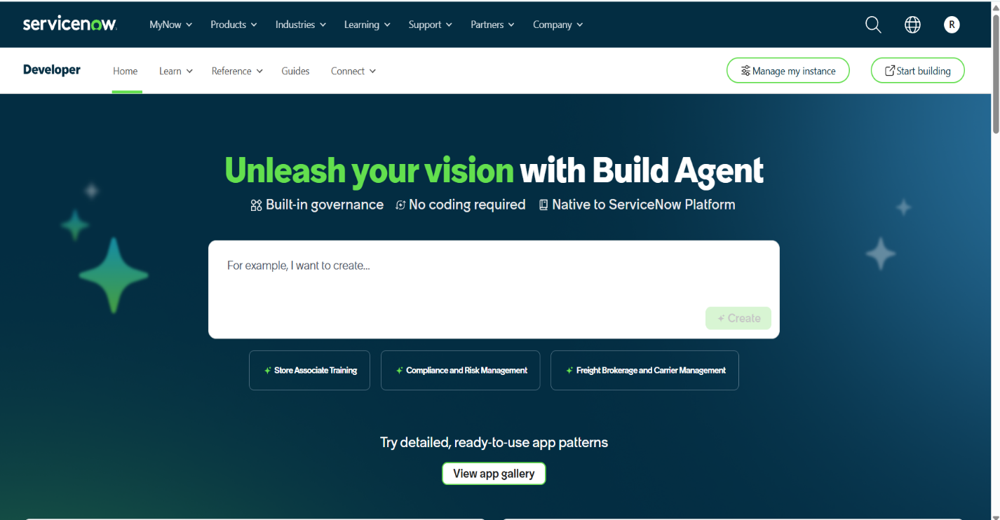 servicenow
MyNow Products Industries Learning Support Partners Company R
Developer Home Learn Reference Guides Connect Manage my instance Start building
Unleash your vision with Build Agent
Built-in governance No coding required Native to ServiceNow Platform
For example, I want to create...
Create
Store Associate Training Compliance and Risk Management Freight Brokerage and Carrier Management
Try detailed, ready-to-use app patterns
View app gallery